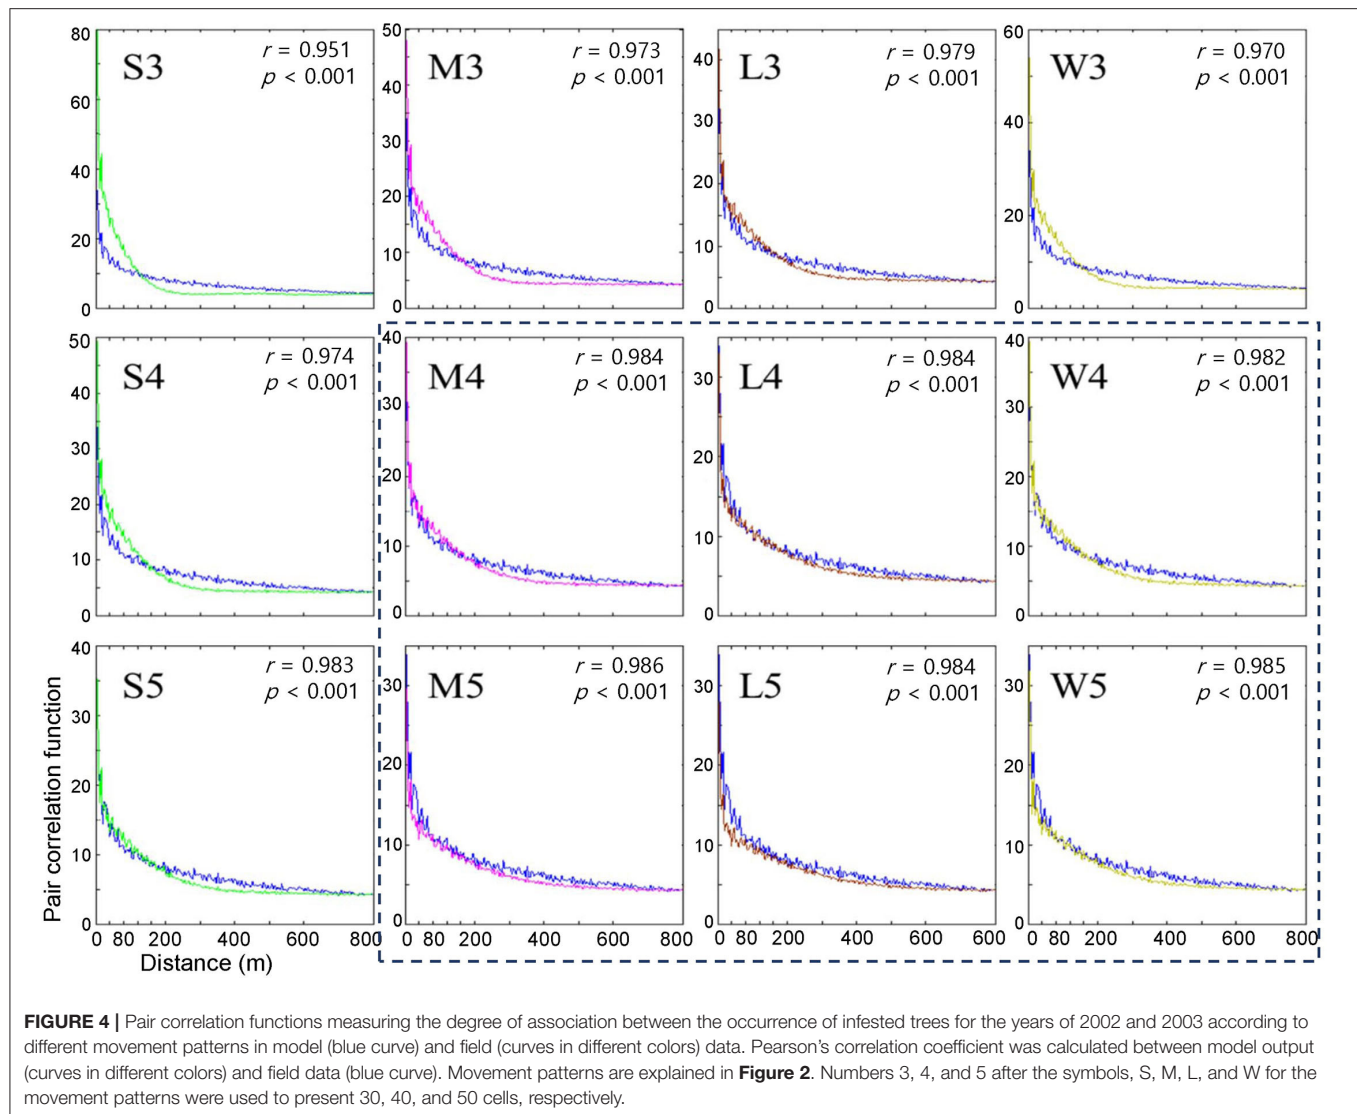 80
60
40
20
0
S3
r = 0.951
p < 0.001
50
40
30
20
10
0
M3
r = 0.973
p < 0.001
40
30
20
10
0
L3
r = 0.979
p < 0.001
60
40
20
0
W3
r = 0.970
p < 0.001
50
40
30
20
10
0
S4
r = 0.974
p < 0.001
40
30
20
10
0
M4
r = 0.984
p < 0.001
30
20
10
0
L4
r = 0.984
p < 0.001
40
30
20
10
0
W4
r = 0.982
p < 0.001
Pair correlation function
40
30
20
10
0
S5
r = 0.983
p < 0.001
0 80 200 400 600 800
Distance (m)
30
20
10
0
M5
r = 0.986
p < 0.001
0 80 200 400 600 800
30
20
10
0
L5
r = 0.984
p < 0.001
0 80 200 400 600
30
20
10
0
W5
r = 0.985
p < 0.001
0 80 200 400 600 800
FIGURE 4 | Pair correlation functions measuring the degree of association between the occurrence of infested trees for the years of 2002 and 2003 according to
different movement patterns in model (blue curve) and field (curves in different colors) data. Pearson's correlation coefficient was calculated between model output
(curves in different colors) and field data (blue curve). Movement patterns are explained in Figure 2. Numbers 3, 4, and 5 after the symbols, S, M, L, and W for the
movement patterns were used to present 30, 40, and 50 cells, respectively.